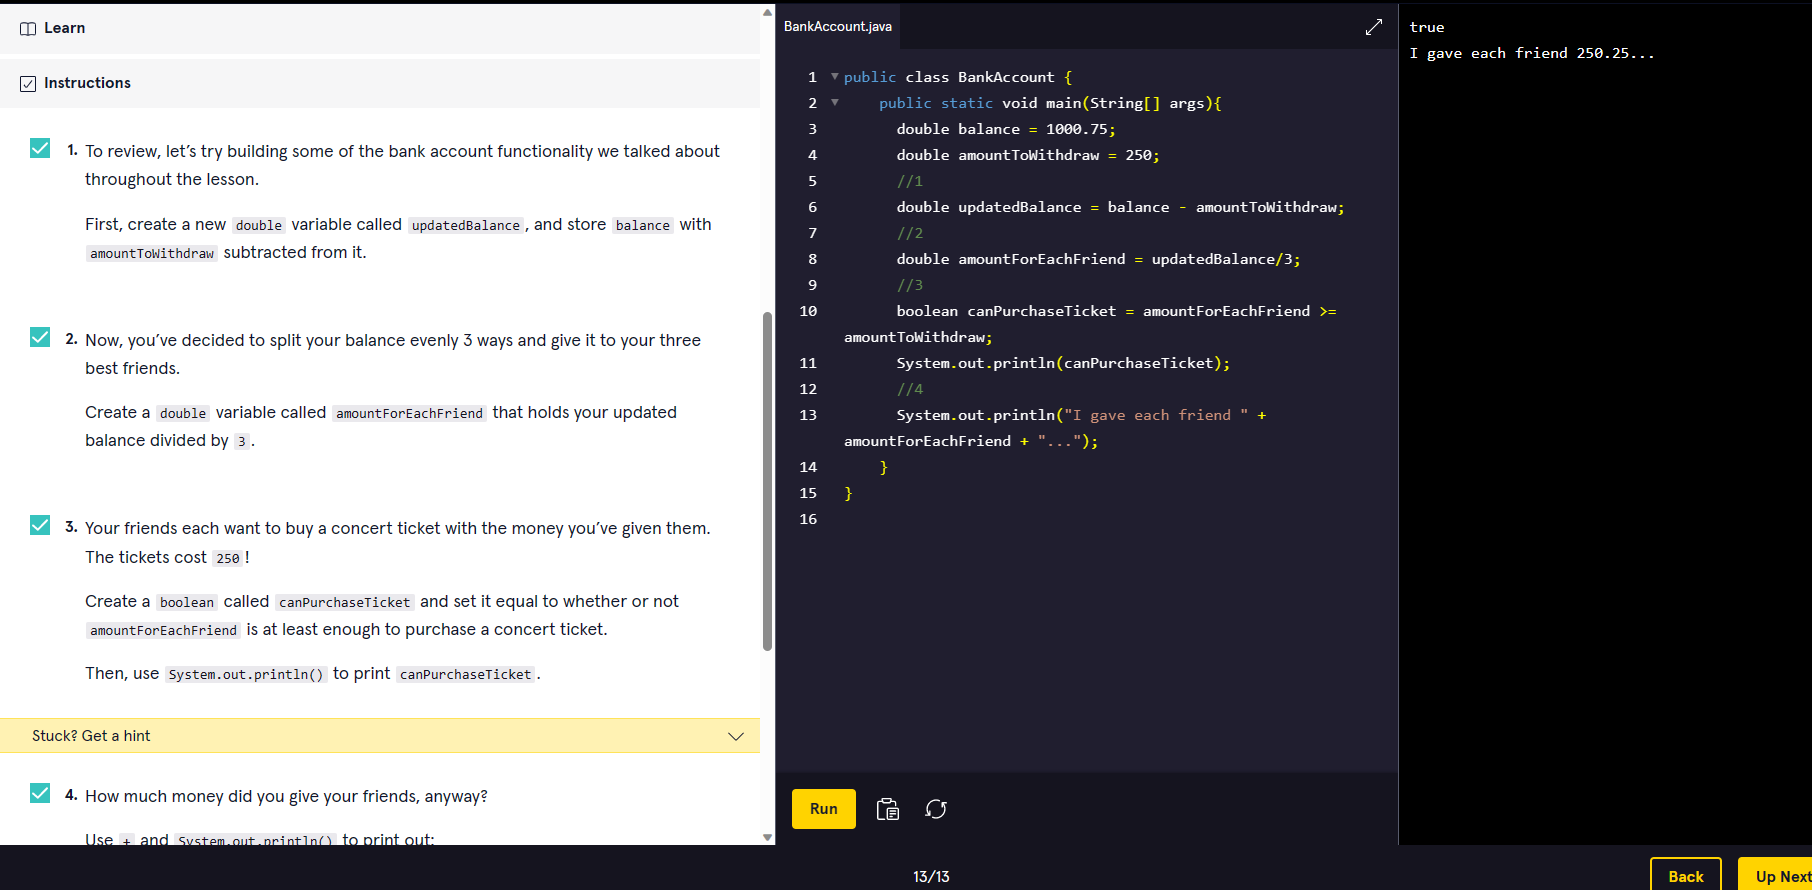 Learn
Instructions
1. To review, let’s try building some of the bank account functionality we talked about
throughout the lesson.
First, create a new double variable called updatedBalance, and store balance with
amountToWithdraw subtracted from it.
2. Now, you’ve decided to split your balance evenly 3 ways and give it to your three
best friends.
Create a double variable called amountForEachFriend that holds your updated
balance divided by 3.
3. Your friends each want to buy a concert ticket with the money you’ve given them.
The tickets cost 250!
Create a boolean called canPurchaseTicket and set it equal to whether or not
amountForEachFriend is at least enough to purchase a concert ticket.
Then, use System.out.println() to print canPurchaseTicket.
Stuck? Get a hint
4. How much money did you give your friends, anyway?
Use + and System.out.println() to print out:
BankAccount.java
1 public class BankAccount {
2 public static void main(String[] args){
3 double balance = 1000.75;
4 double amountToWithdraw = 250;
5 //1
6 double updatedBalance = balance - amountToWithdraw;
7 //2
8 double amountForEachFriend = updatedBalance/3;
9 //3
10 boolean canPurchaseTicket = amountForEachFriend >=
amountToWithdraw;
11 System.out.println(canPurchaseTicket);
12 //4
13 System.out.println("I gave each friend " +
amountForEachFriend + "...");
14 }
15 }
16
Run
true
I gave each friend 250.25...
13/13
Back
Up Next